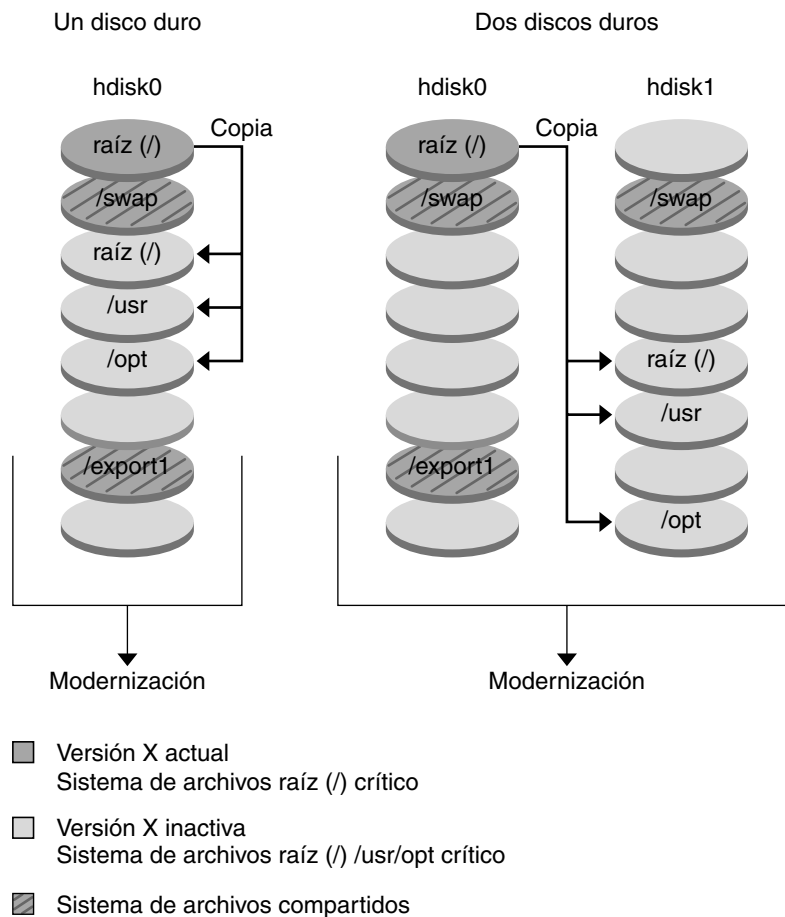 Un disco duro
Dos discos duros
hdisk0
hdisk0
hdisk1
raíz (/)
Copia
/swap
raíz (/)
/usr
/opt
/export1
raíz (/)
Copia
/swap
/export1
/swap
raíz (/)
/usr
/opt
Modernización
Modernización
Versión X actual
Sistema de archivos raíz (/) crítico
Versión X inactiva
Sistema de archivos raíz (/) /usr/opt crítico
Sistema de archivos compartidos